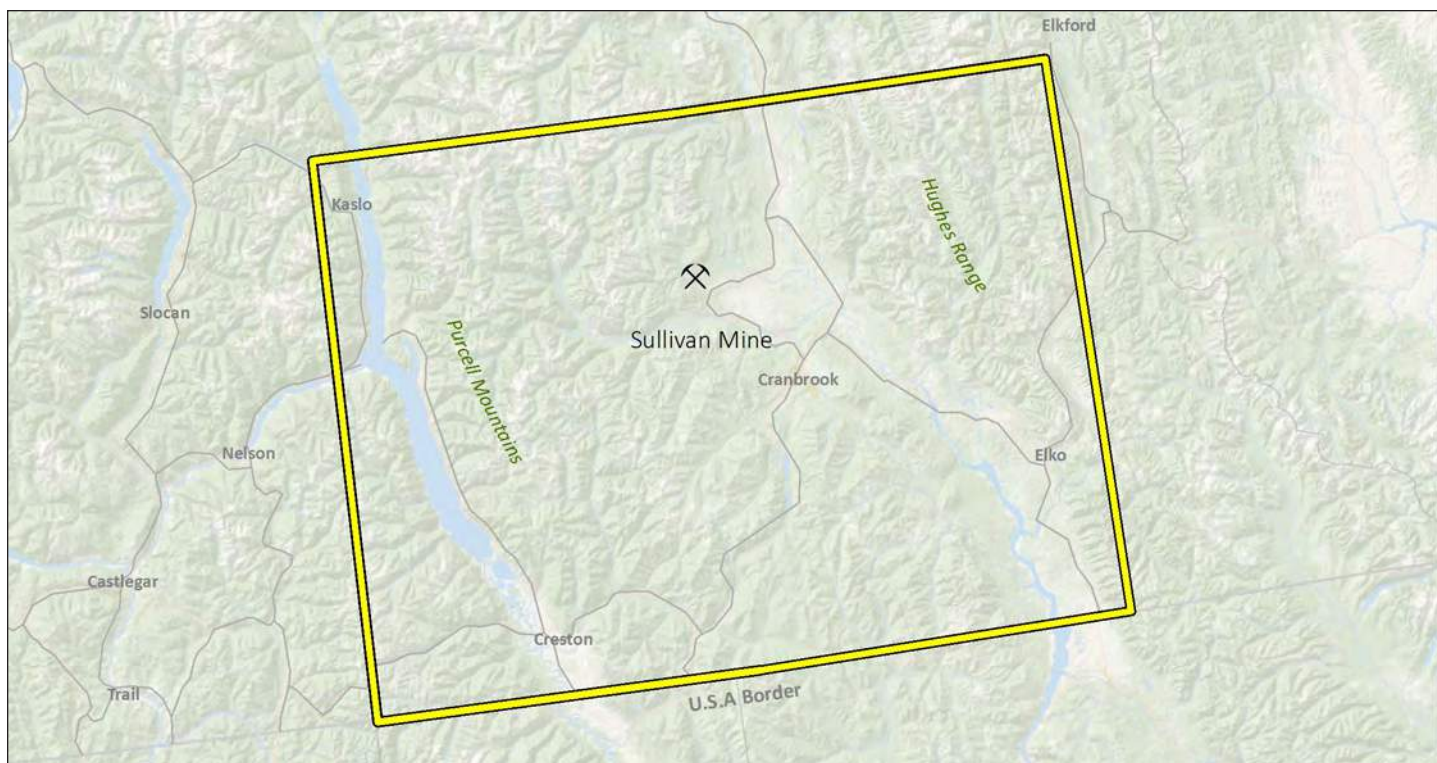 Elkford
Kaslo
Hughes Range
Slocan
Sullivan Mine
Purcell Mountains
Cranbrook
Nelson
Elko
Castlegar
Creston
Trail
U.S.A Border